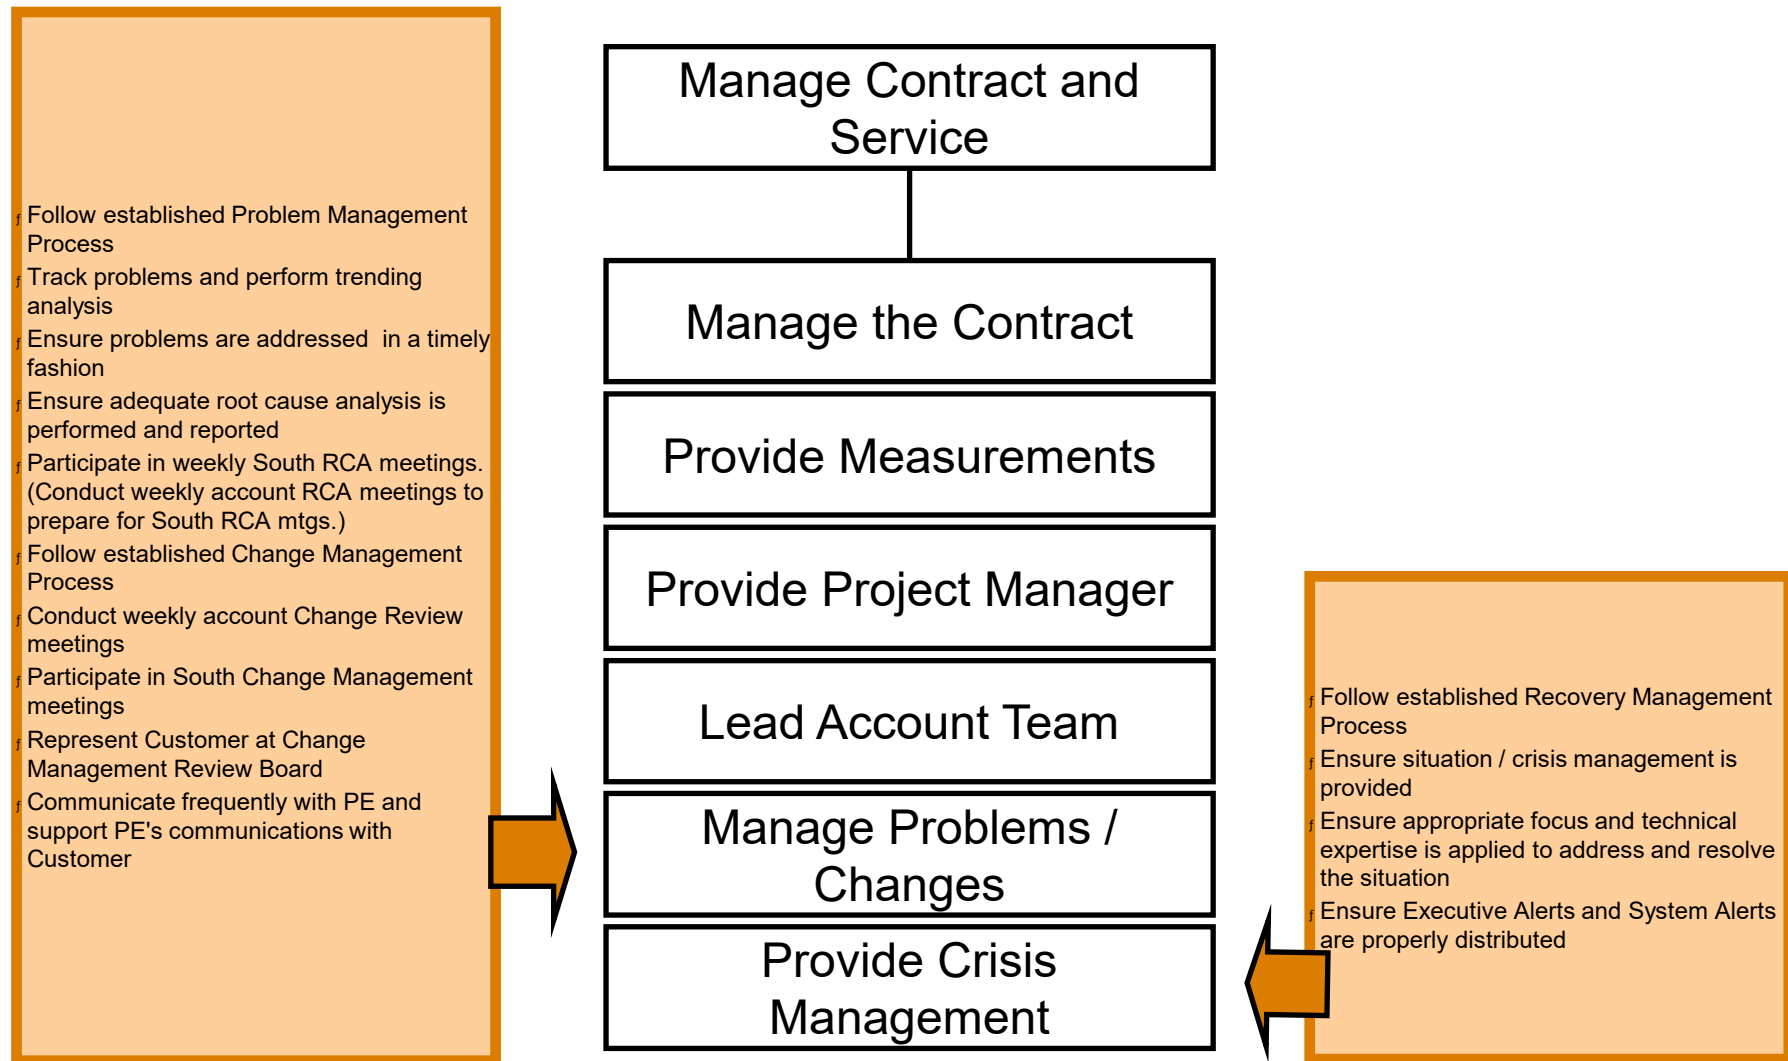 ƒ Follow established Problem Management
Process
ƒ Track problems and perform trending
analysis
ƒ Ensure problems are addressed  in a timely
fashion
ƒ Ensure adequate root cause analysis is
performed and reported
ƒ Participate in weekly South RCA meetings.
(Conduct weekly account RCA meetings to
prepare for South RCA mtgs.)
ƒ Follow established Change Management
Process
ƒ Conduct weekly account Change Review
meetings
ƒ Participate in South Change Management
meetings
ƒ Represent Customer at Change
Management Review Board
ƒ Communicate frequently with PE and
support PE's communications with
Customer
Manage Contract and
Service
Manage the Contract
Provide Measurements
Provide Project Manager
Lead Account Team
Manage Problems /
Changes
Provide Crisis
Management
ƒ Follow established Recovery Management
Process
ƒ Ensure situation / crisis management is
provided
ƒ Ensure appropriate focus and technical
expertise is applied to address and resolve
the situation
ƒ Ensure Executive Alerts and System Alerts
are properly distributed